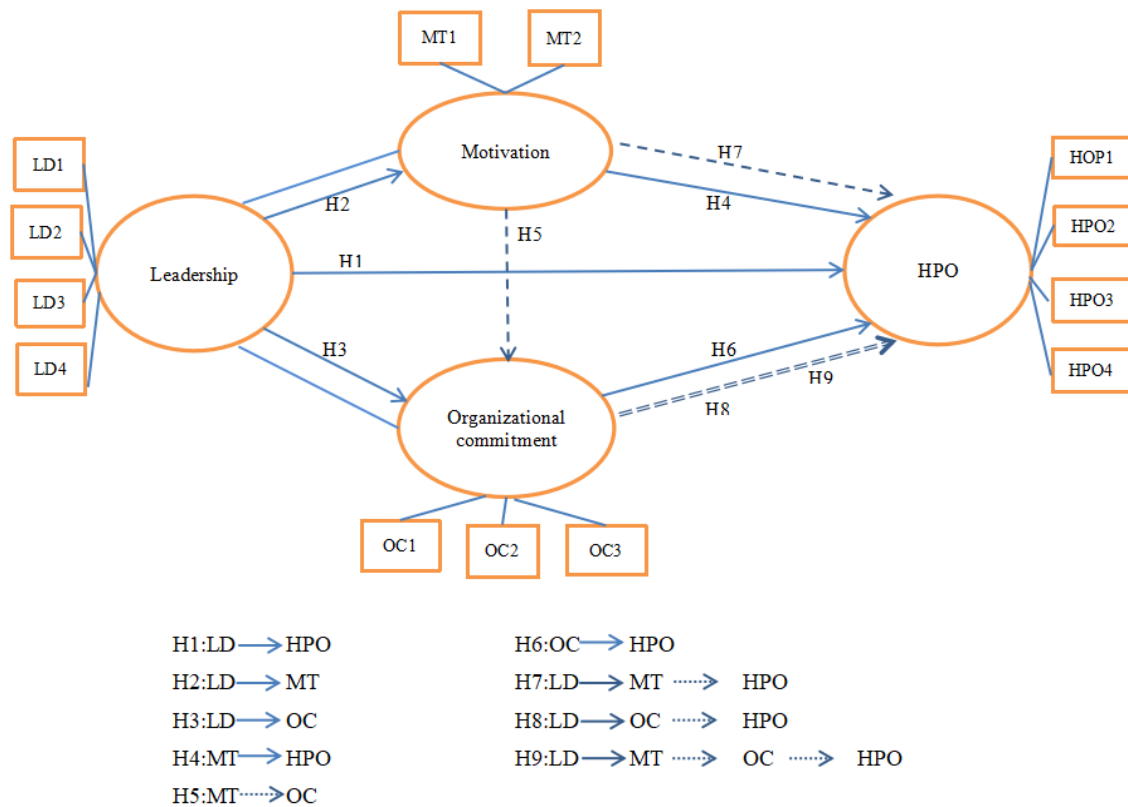 MT1
MT2
LD1
LD2
LD3
LD4
Motivation
H7
H4
H2
H5
Leadership
H1
HPO
HOP1
HPO2
HPO3
HPO4
H3
H6
H9
H8
Organizational
commitment
OC1
OC2
OC3
H1:LD HPO
H2:LD MT
H3:LD OC
H4:MT HPO
H5:MT OC
H6:OC HPO
H7:LD MT HPO
H8:LD OC HPO
H9:LD MT OC HPO